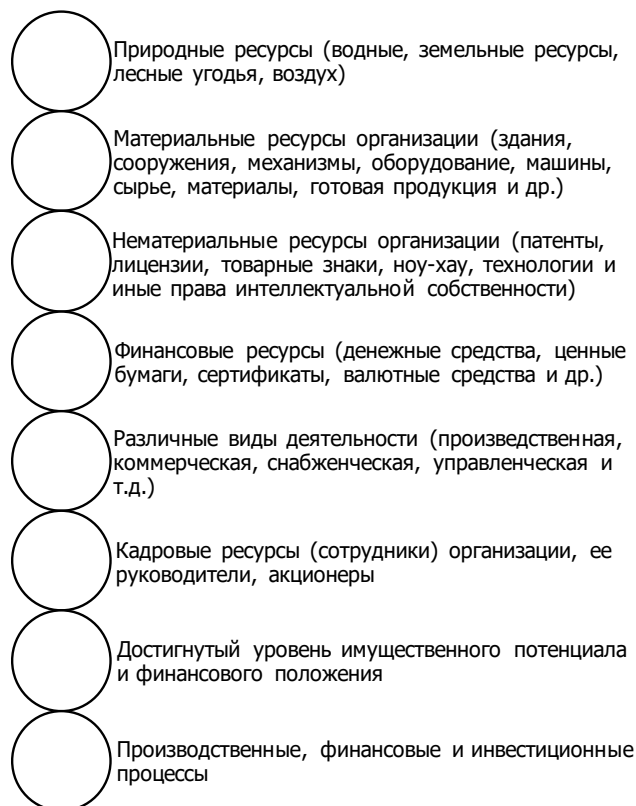 Природные ресурсы (водные, земельные ресурсы,
лесные угодья, воздух)
Материальные ресурсы организации (здания,
сооружения, механизмы, оборудование, машины,
сырье, материалы, готовая продукция и др.)
Нематериальные ресурсы организации (патенты,
лицензии, товарные знаки, ноу-хау, технологии и
иные права интеллектуальной собственности)
Финансовые ресурсы (денежные средства, ценные
бумаги, сертификаты, валютные средства и др.)
Различные виды деятельности (произведственная,
коммерческая, снабженческая, управленческая и
т.д.)
Кадровые ресурсы (сотрудники) организации, ее
руководители, акционеры
Достигнутый уровень имущественного потенциала
и финансового положения
Производственные, финансовые и инвестиционные
процессы